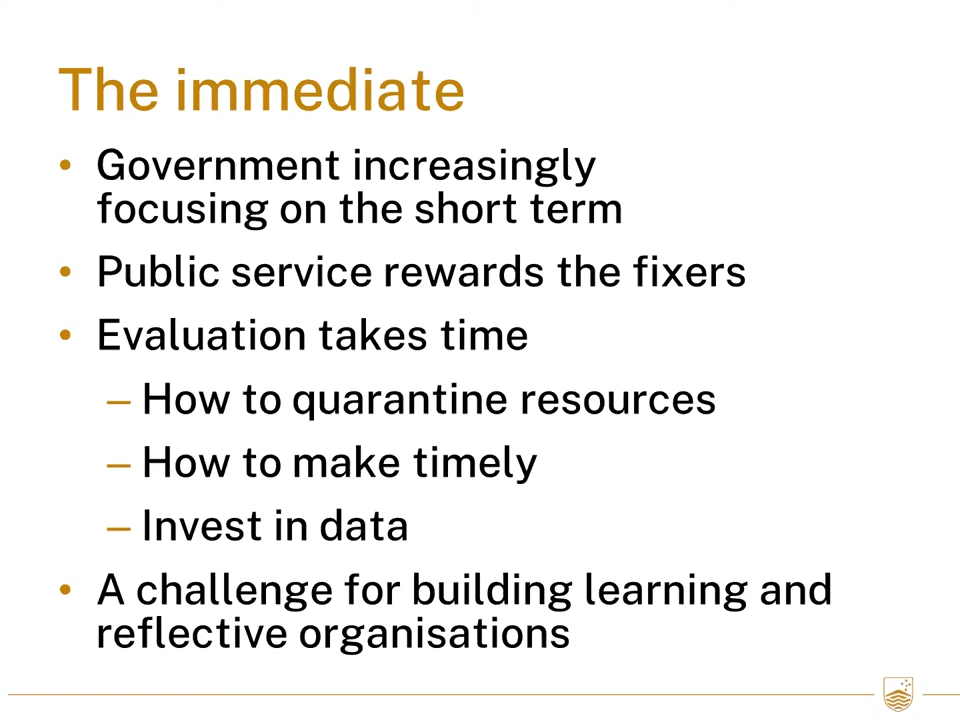 The immediate
• Government increasingly
focusing on the short term
• Public service rewards the fixers
• Evaluation takes time
– How to quarantine resources
– How to make timely
– Invest in data
• A challenge for building learning and
reflective organisations